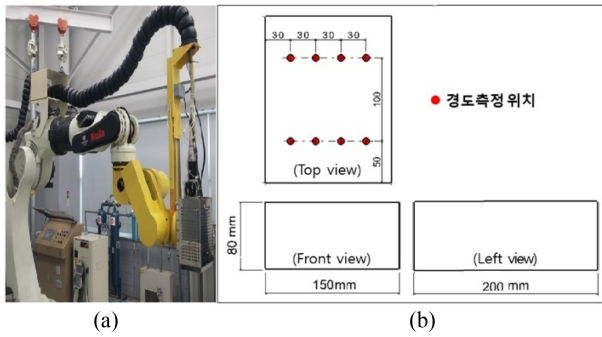 30 30 30 30
100
● 경도측정 위치
50
(Top view)
80 mm
(Front view)
(Left view)
150mm
200 mm
(a)
(b)